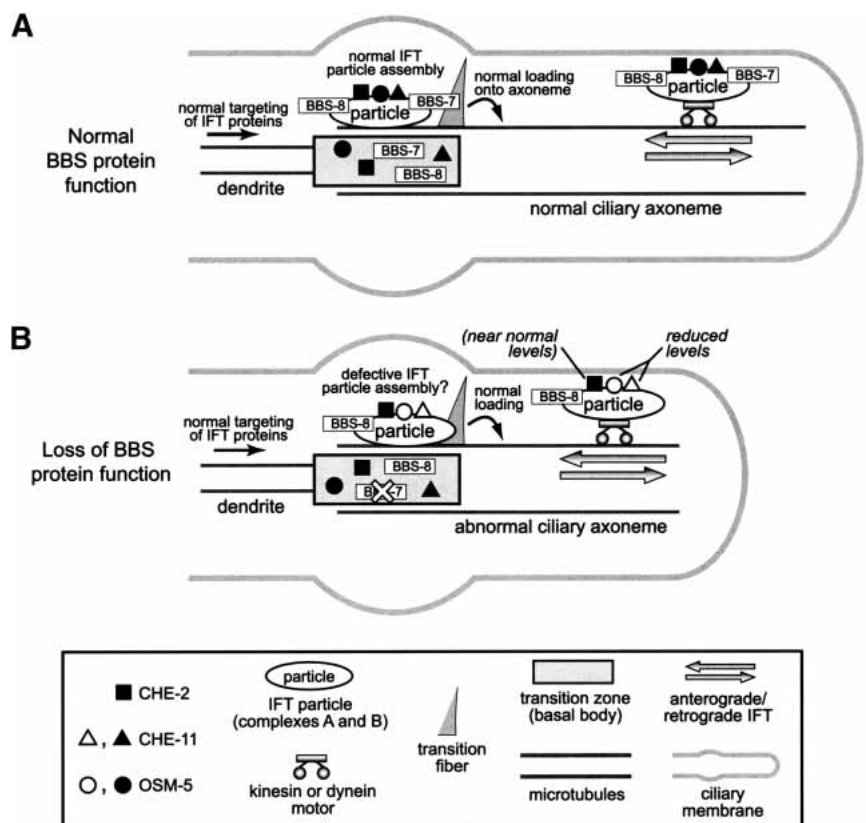 A
normal IFT
particle assembly
BBS-8
BBS-7
particle
normal loading
onto axoneme
BBS-8
BBS-7
particle
normal targeting
of IFT proteins
Normal
BBS protein
function
BBS-7
BBS-8
dendrite
normal ciliary axoneme
B
(near normal
levels)
reduced
levels
defective IFT
particle assembly?
BBS-8
particle
normal
loading
BBS-8
particle
normal targeting
of IFT proteins
Loss of BBS
protein function
BBS-8
dendrite
abnormal ciliary axoneme
CHE-2
particle
IFT particle
(complexes A and B)
transition
fiber
transition zone
(basal body)
anterograde/
retrograde IFT
, CHE-11
, OSM-5
kinesin or dynein
motor
microtubules
ciliary
membrane